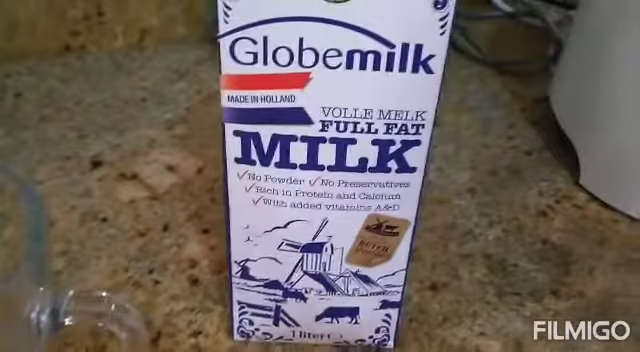 Globemilk
MADE IN HOLLAND
VOLLE MELK
FULL FAT
MILK
✓No Powder ✓No Preservatives
✓Rich in Protein and Calcium
✓With added vitamins A&D
DUTCH
1 liter e
FILMIGO